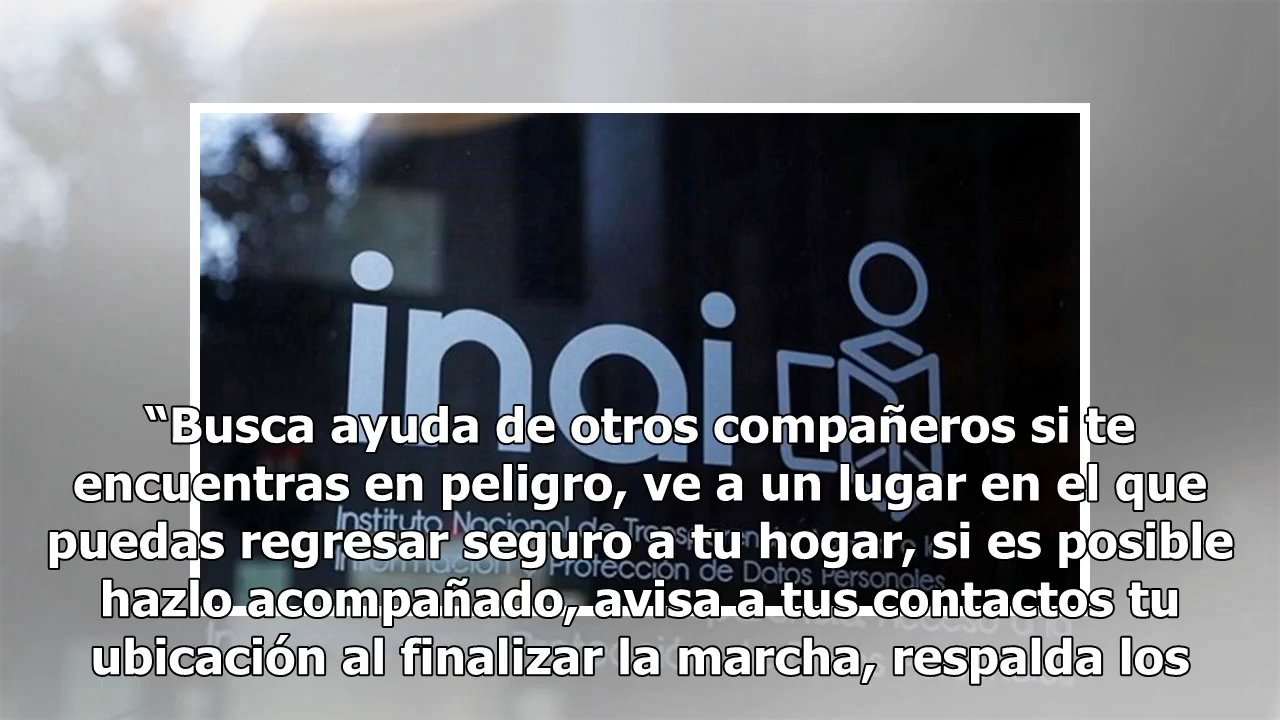 inai
“Busca ayuda de otros compañeros si te
encuentras en peligro, ve a un lugar en el que
Instituto Nacional de
puedas regresar seguro a tu hogar, si es posible
Información y Protección de Datos Personales
hazlo acompañado, avisa a tus contactos tu
ubicación al finalizar la marcha, respalda los